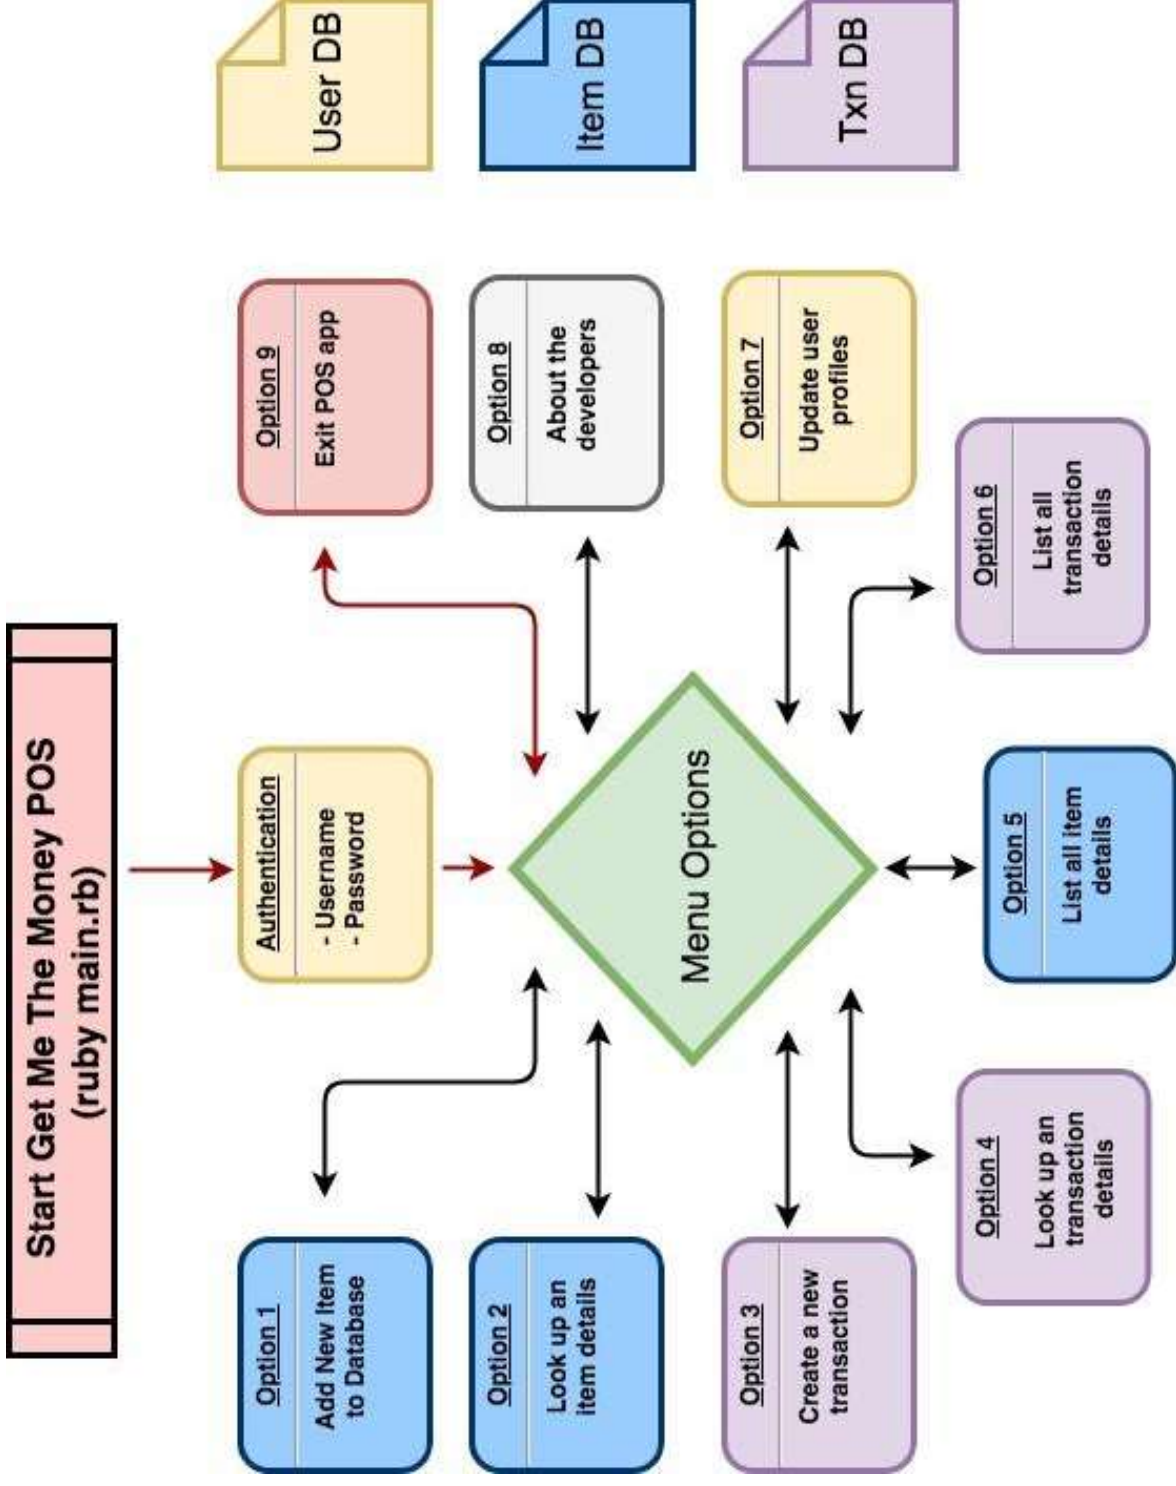 Start Get Me The Money POS
(ruby main.rb)
Option 1
Add New Item
to Database
Authentication
- Username
- Password
Option 9
Exit POS app
User DB
Option 2
Look up an
item details
Option 8
About the
developers
Item DB
Menu Options
Option 3
Create a new
transaction
Option 7
Update user
profiles
Txn DB
Option 4
Look up an
transaction
details
Option 5
List all item
details
Option 6
List all
transaction
details